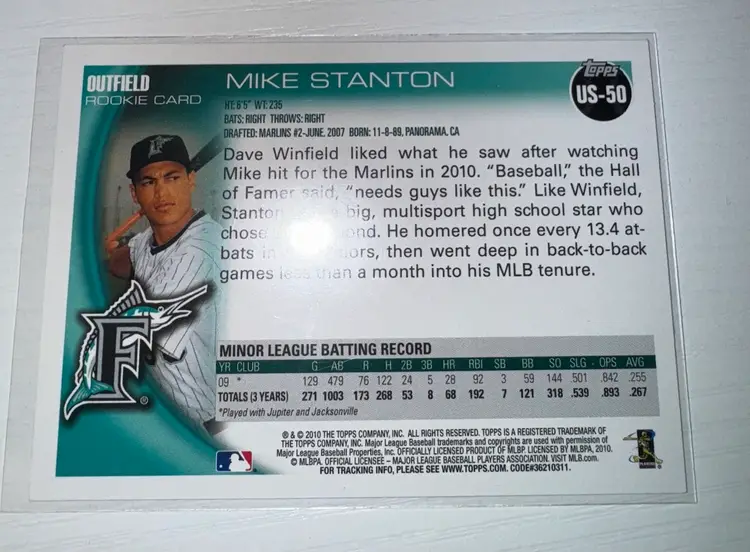 OUTFIELD
ROOKIE CARD
MIKE STANTON
Topps
US-50
HT: 6'5" WT: 235
BATS: RIGHT THROWS: RIGHT
DRAFTED: MARLINS #2-JUNE, 2007 BORN: 11-8-89, PANORAMA, CA
Dave Winfield liked what he saw after watching
Mike hit for the Marlins in 2010. “Baseball,” the Hall
of Famer said, “needs guys like this.” Like Winfield,
Stanton big, multisport high school star who
chose He homered once every 13.4 at-
bats in then went deep in back-to-back
games less than a month into his MLB tenure.
F
®
MINOR LEAGUE BATTING RECORD
YR CLUB G AB R H 2B 3B HR RBI SB BB SO SLG OPS AVG
09 * 129 479 76 122 24 5 28 92 3 59 144 .501 .842 .255
TOTALS (3 YEARS) 271 1003 173 268 53 8 68 192 7 121 318 .539 .893 .267
*Played with Jupiter and Jacksonville
® & © 2010 THE TOPPS COMPANY, INC. ALL RIGHTS RESERVED. TOPPS IS A REGISTERED TRADEMARK OF
THE TOPPS COMPANY, INC. Major League Baseball trademarks and copyrights are used with permission of
Major League Baseball Properties, Inc. OFFICIALLY LICENSED PRODUCT OF MLBP. LICENSED BY MLBPA, 2010.
© MLBPA. OFFICIAL LICENSEE - MAJOR LEAGUE BASEBALL PLAYERS ASSOCIATION. VISIT MLB.com.
FOR TRACKING INFO, PLEASE SEE WWW.TOPPS.COM. CODE#36210311.